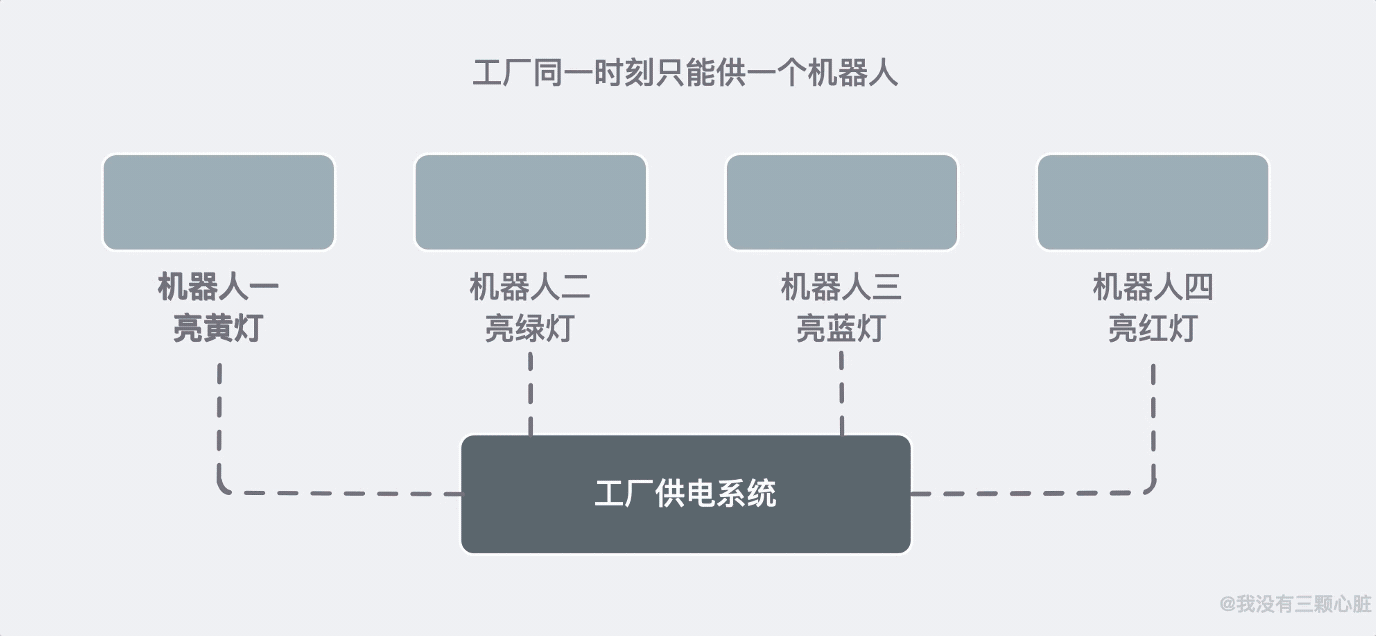 工厂同一时刻只能供一个机器人
机器人一
亮黄灯
机器人二
亮绿灯
机器人三
亮蓝灯
机器人四
亮红灯
工厂供电系统
@我没有三颗心脏